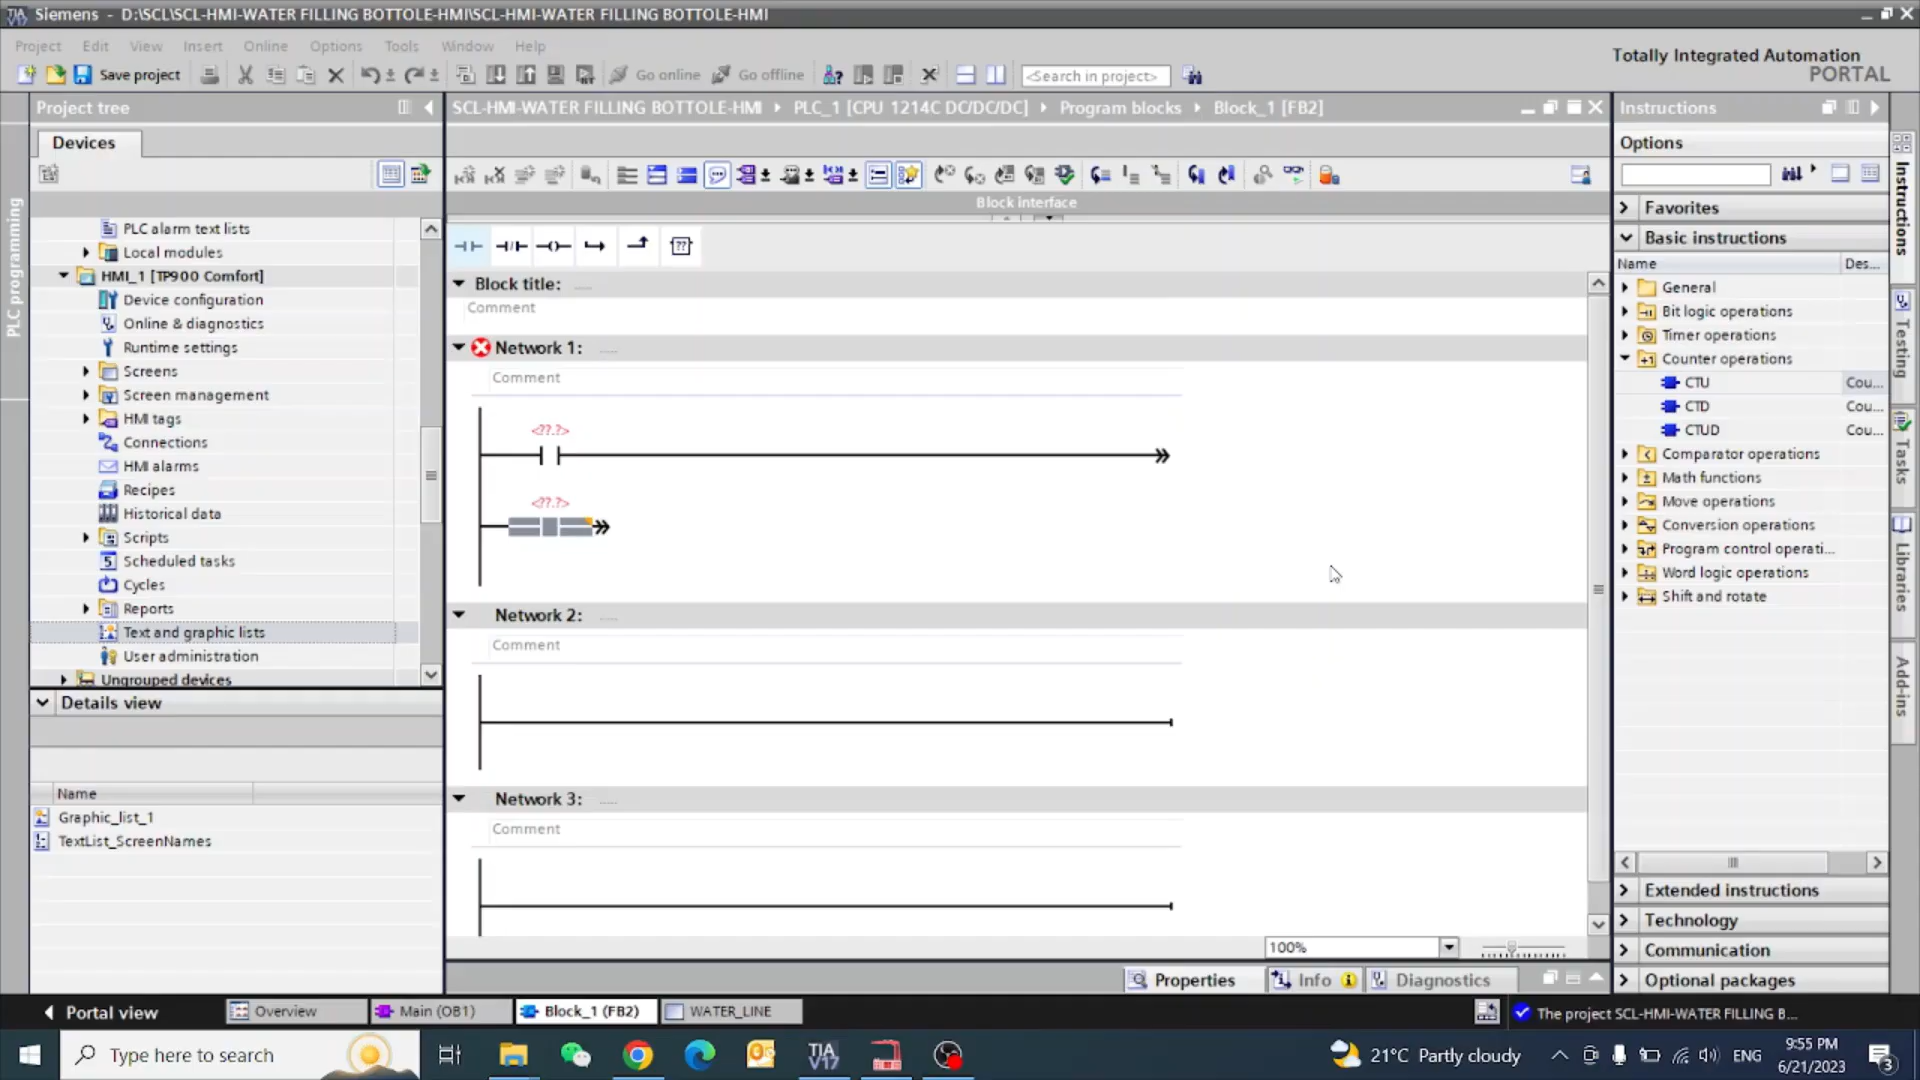 Siemens - D:\SCL\SCL-HMI-WATER FILLING BOTTOLE-HMI\SCL-HMI-WATER FILLING BOTTOLE-HMI
Project Edit View Insert Online Options Tools Window Help
Totally Integrated Automation
PORTAL
Save project
Go online
Go offline
<Search in project>
Project tree
SCL-HMI-WATER FILLING BOTTOLE-HMI
PLC_1 [CPU 1214C DC/DC/DC]
Program blocks
Block_1 [FB2]
Instructions
Devices
Options
Block interface
PLC programming
PLC alarm text lists
Local modules
HMI_1 [TP900 Comfort]
Device configuration
Online & diagnostics
Runtime settings
Screens
Screen management
HMI tags
Connections
HMI alarms
Recipes
Historical data
Scripts
Scheduled tasks
Cycles
Reports
Text and graphic lists
User administration
Ungrouped devices
Details view
Name
Graphic_list_1
TextList_ScreenNames
Block title: .....
Comment
Network 1: .....
Comment
<??.?>
<??.?>
Network 2: .....
Comment
Network 3: .....
Comment
100%
Properties
Info
Diagnostics
Favorites
Basic instructions
Name Des...
General
Bit logic operations
Timer operations
Counter operations
CTU Cou...
CTD Cou...
CTUD Cou...
Comparator operations
Math functions
Move operations
Conversion operations
Program control operati...
Word logic operations
Shift and rotate
Extended instructions
Technology
Communication
Optional packages
Instructions
Testing
Tasks
Libraries
Add-ins
Portal view
Overview
Main (OB1)
Block_1 (FB2)
WATER_LINE
The project SCL-HMI-WATER FILLING B...
Type here to search
TIA
V17
21°C Partly cloudy
ENG
9:55 PM
6/21/2023
3